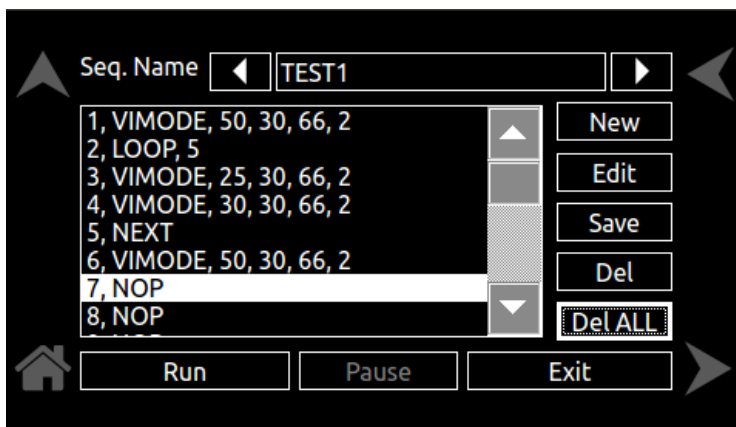 Seq. Name TEST1
1, VIMODE, 50, 30, 66, 2
2, LOOP, 5
3, VIMODE, 25, 30, 66, 2
4, VIMODE, 30, 30, 66, 2
5, NEXT
6, VIMODE, 50, 30, 66, 2
7, NOP
8, NOP
New
Edit
Save
Del
Del ALL
Run Pause Exit